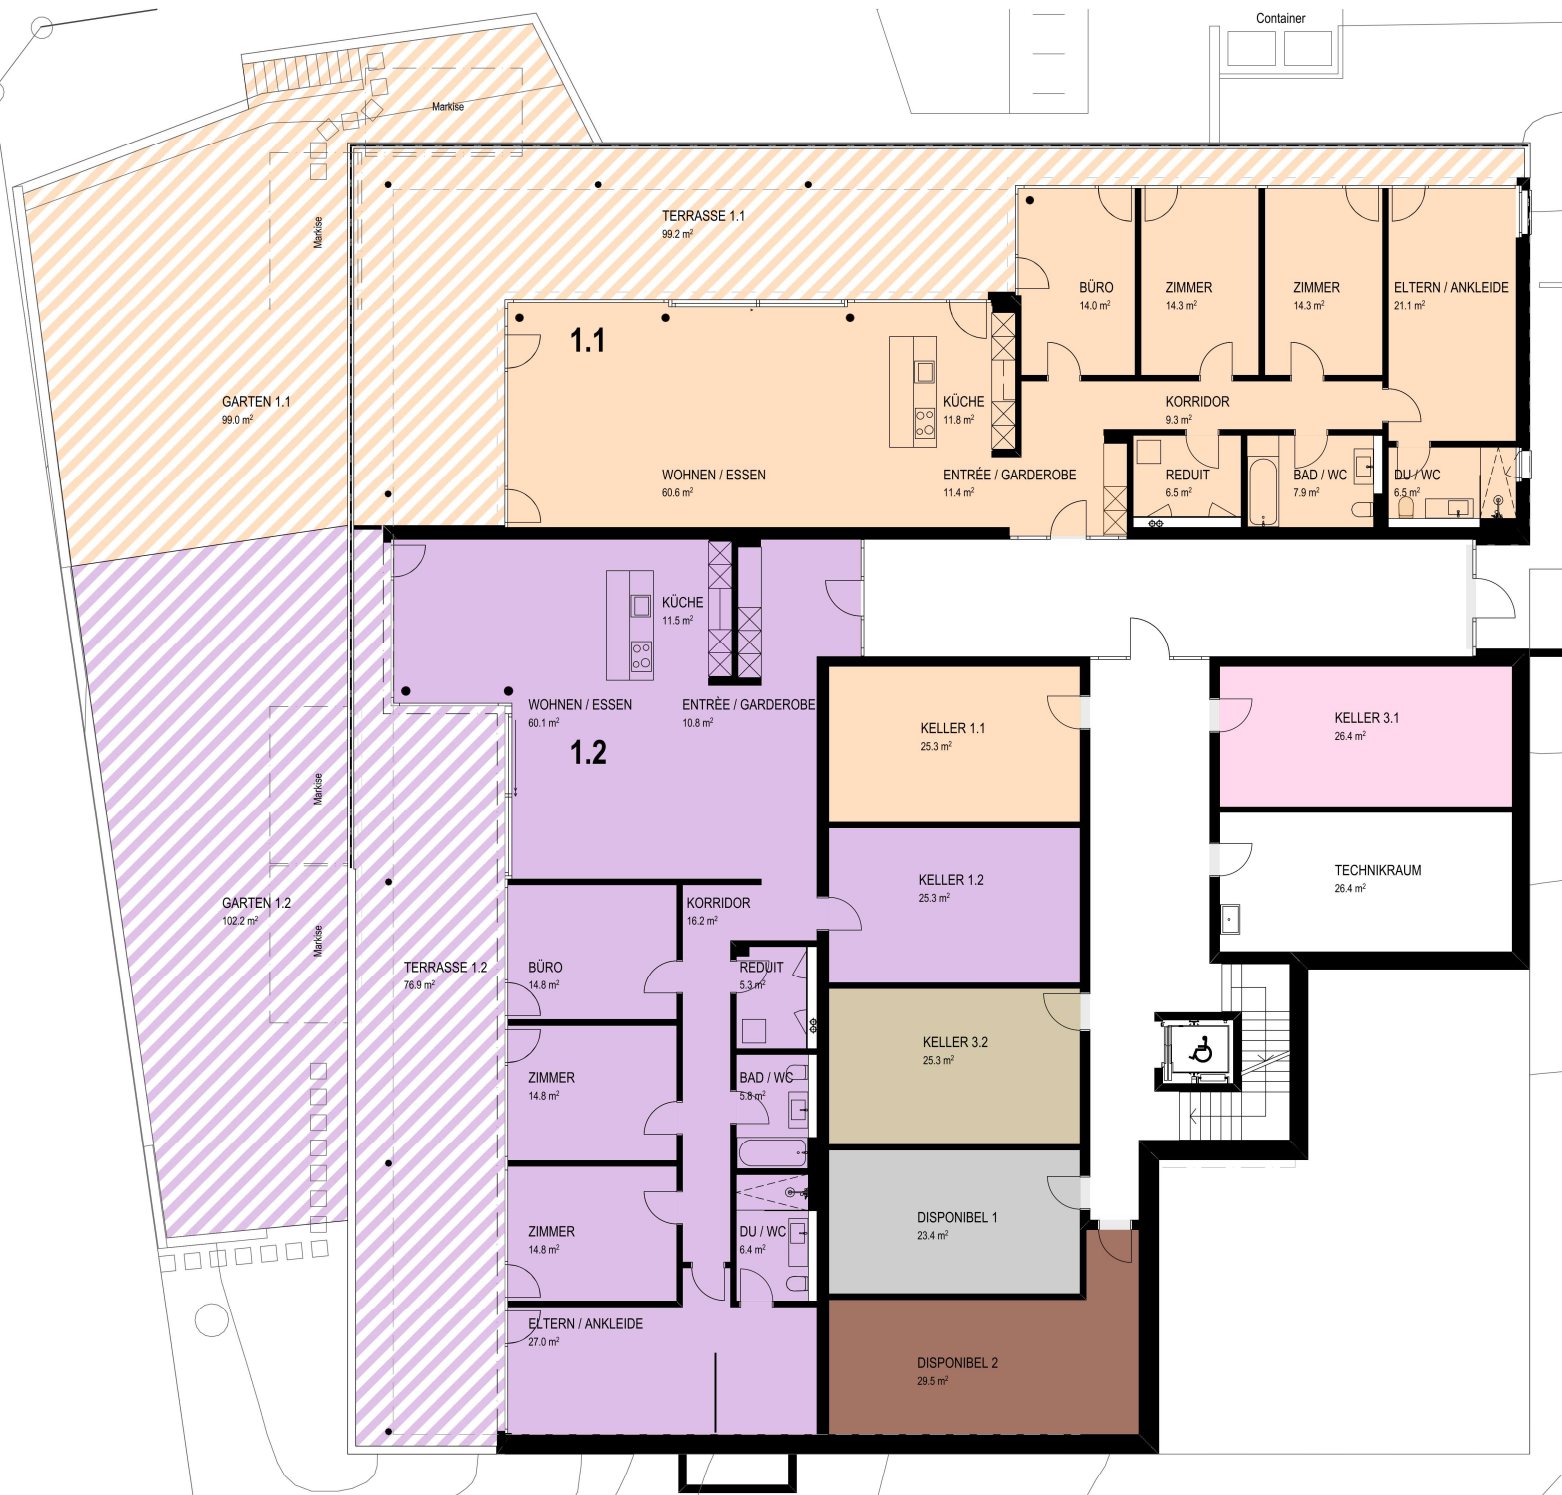 Container
Markise
TERRASSE 1.1
99.2 m²
Markise
BÜRO
14.0 m²
ZIMMER
14.3 m²
ZIMMER
14.3 m²
ELTERN / ANKLEIDE
21.1 m²
1.1
GARTEN 1.1
99.0 m²
KÜCHE
11.8 m²
KORRIDOR
9.3 m²
WOHNEN / ESSEN
60.6 m²
ENTRÉE / GARDEROBE
11.4 m²
REDUIT
6.5 m²
BAD / WC
7.9 m²
DU / WC
6.5 m²
KÜCHE
11.5 m²
WOHNEN / ESSEN
60.1 m²
ENTRÈE / GARDEROBE
10.8 m²
1.2
KELLER 1.1
25.3 m²
KELLER 3.1
26.4 m²
Markise
KELLER 1.2
25.3 m²
TECHNIKRAUM
26.4 m²
GARTEN 1.2
102.2 m²
Markise
KORRIDOR
16.2 m²
TERRASSE 1.2
76.9 m²
BÜRO
14.8 m²
REDUIT
5.3 m²
KELLER 3.2
25.3 m²
ZIMMER
14.8 m²
BAD / WC
5.8 m²
ZIMMER
14.8 m²
DU / WC
6.4 m²
DISPONIBEL 1
23.4 m²
ELTERN / ANKLEIDE
27.0 m²
DISPONIBEL 2
29.5 m²